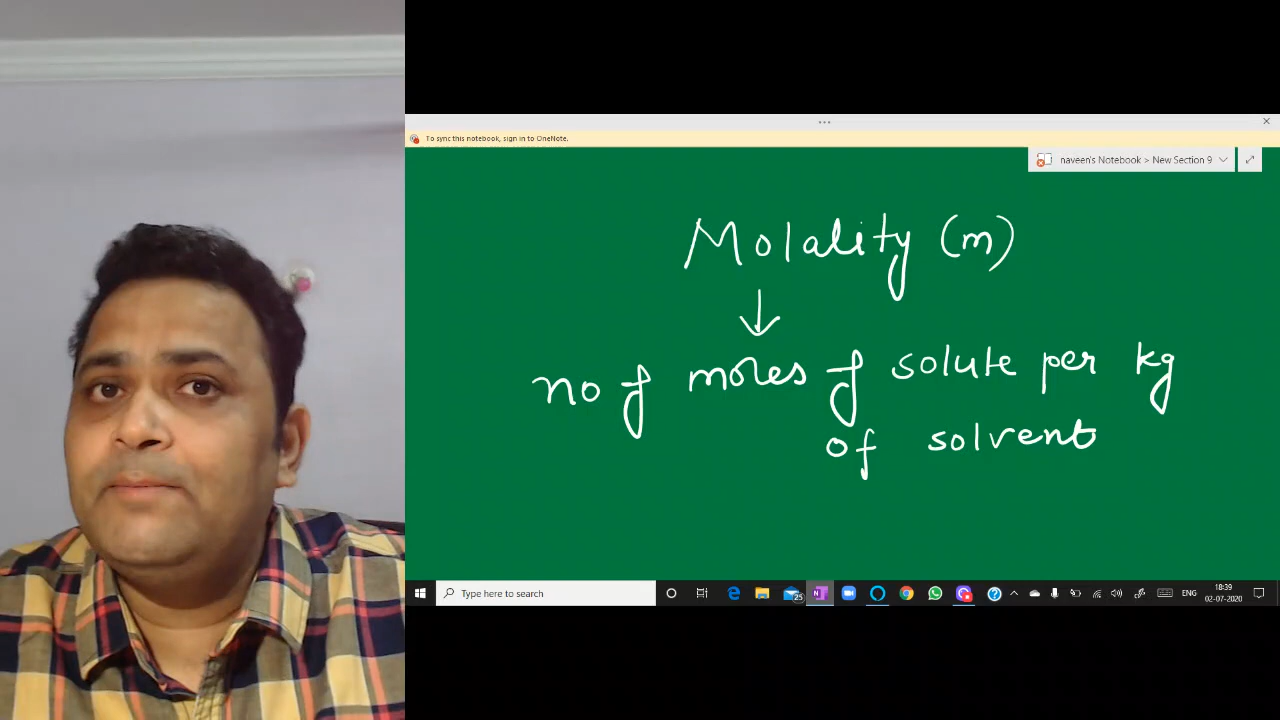 To sync this notebook, sign in to OneNote.
naveen's Notebook > New Section 9
Molality (m)
no of moles of solute per kg
of solvent
Type here to search
25
N
ENG
18:39
02-07-2020